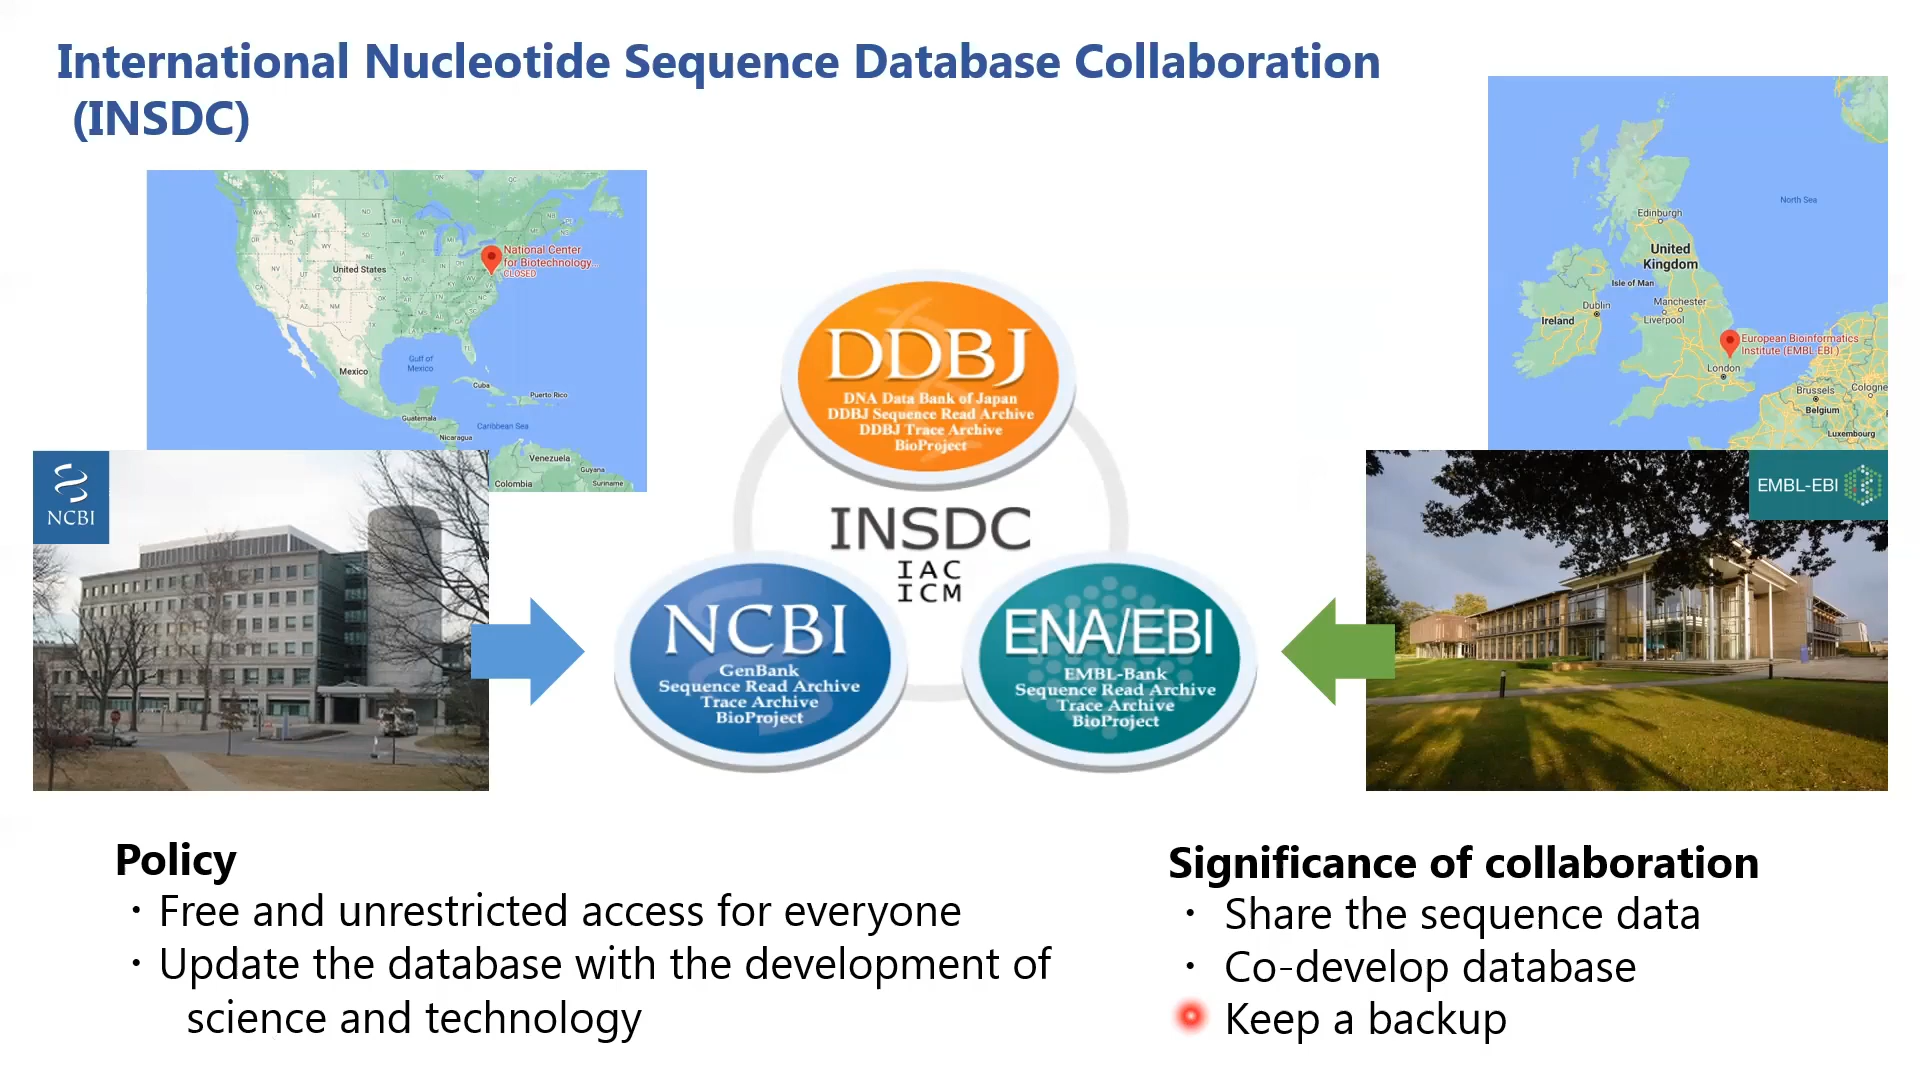 International Nucleotide Sequence Database Collaboration
(INSDC)
United States
Mexico
Gulf of
Mexico
Cuba
Puerto Rico
Guatemala
Caribbean Sea
Nicaragua
Venezuela
Guyana
Colombia
Suriname
National Center
for Biotechnology...
CLOSED
North Sea
Edinburgh
United
Kingdom
Isle of Man
Dublin
Manchester
Liverpool
Ireland
European Bioinformatics
Institute (EMBL-EBI)
London
Brussels
Cologne
Belgium
Luxembourg
NCBI
EMBL-EBI
DDBJ
DNA Data Bank of Japan
DDBJ Sequence Read Archive
DDBJ Trace Archive
BioProject
INSDC
IAC
ICM
NCBI
GenBank
Sequence Read Archive
Trace Archive
BioProject
ENA/EBI
EMBL-Bank
Sequence Read Archive
Trace Archive
BioProject
Policy
・Free and unrestricted access for everyone
・Update the database with the development of
science and technology
Significance of collaboration
・ Share the sequence data
・ Co-develop database
Keep a backup